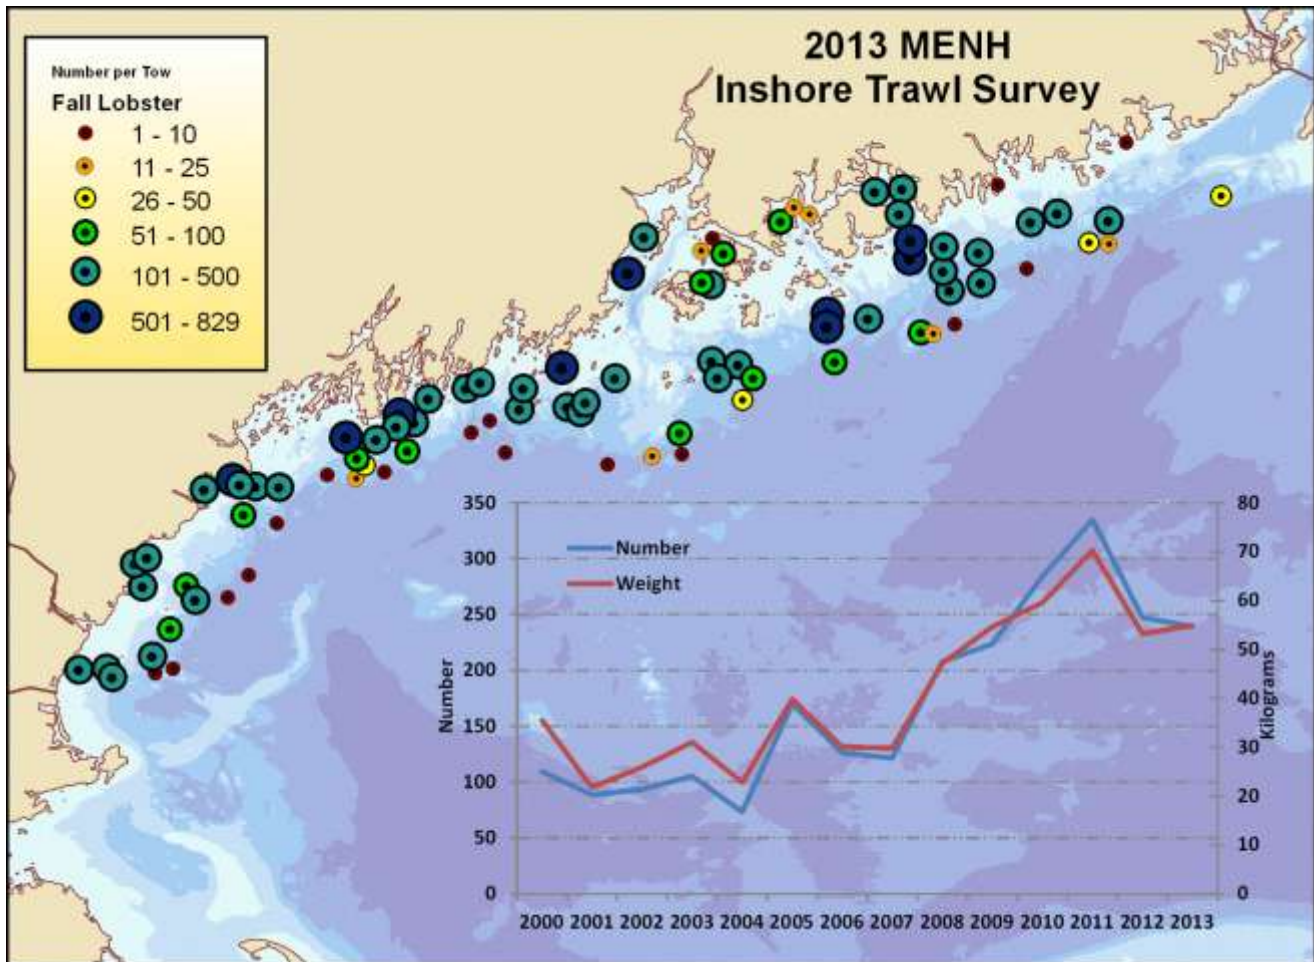 2013 MENH
Inshore Trawl Survey
Number per Tow
Fall Lobster
1 - 10
11 - 25
26 - 50
51 - 100
101 - 500
501 - 829
350
300
250
200
150
100
50
0
Number
Number
Weight
80
70
60
50
40
30
20
10
0
Kilograms
2000 2001 2002 2003 2004 2005 2006 2007 2008 2009 2010 2011 2012 2013